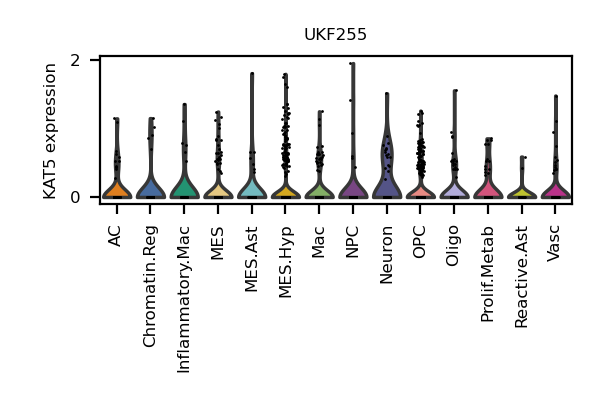 UKF255
KAT5 expression
2
0
AC
Chromatin.Reg
Inflammatory.Mac
MES
MES.Ast
MES.Hyp
Mac
NPC
Neuron
OPC
Oligo
Prolif.Metab
Reactive.Ast
Vasc